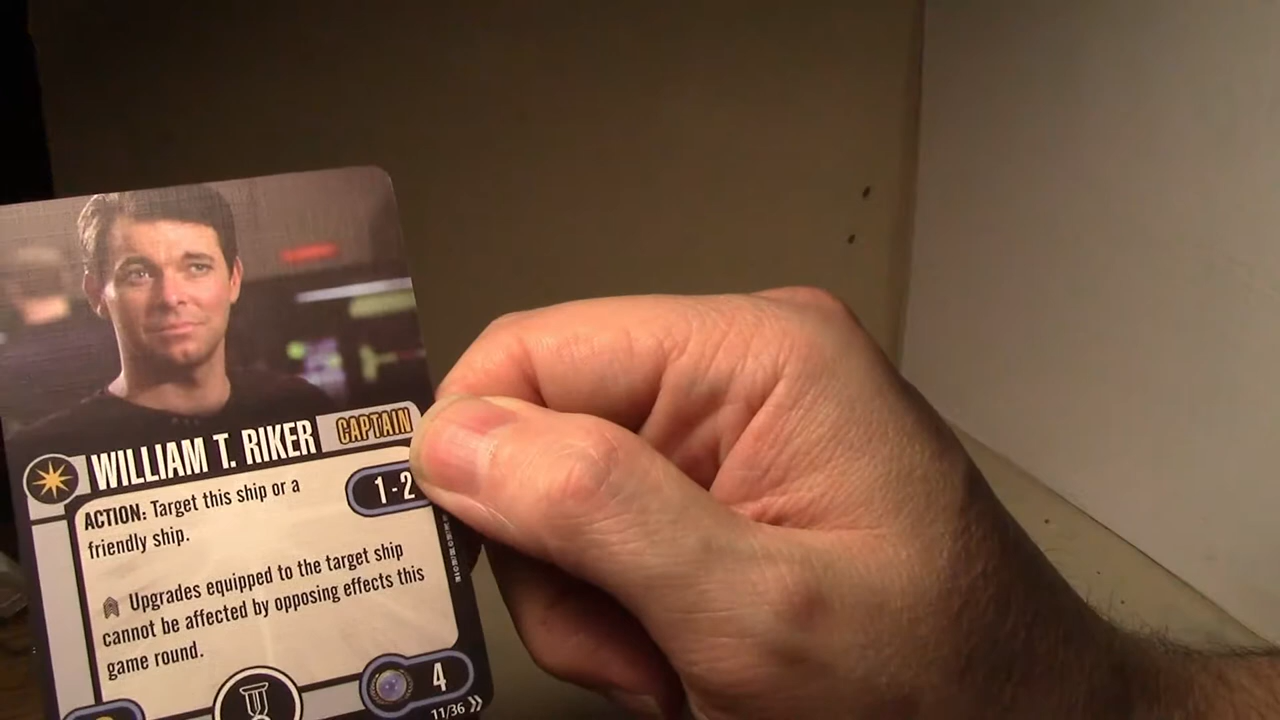 WILLIAM T. RIKER
CAPTAIN
ACTION: Target this ship or a
friendly ship.
1-2
Upgrades equipped to the target ship
cannot be affected by opposing effects this
game round.
4
11/36